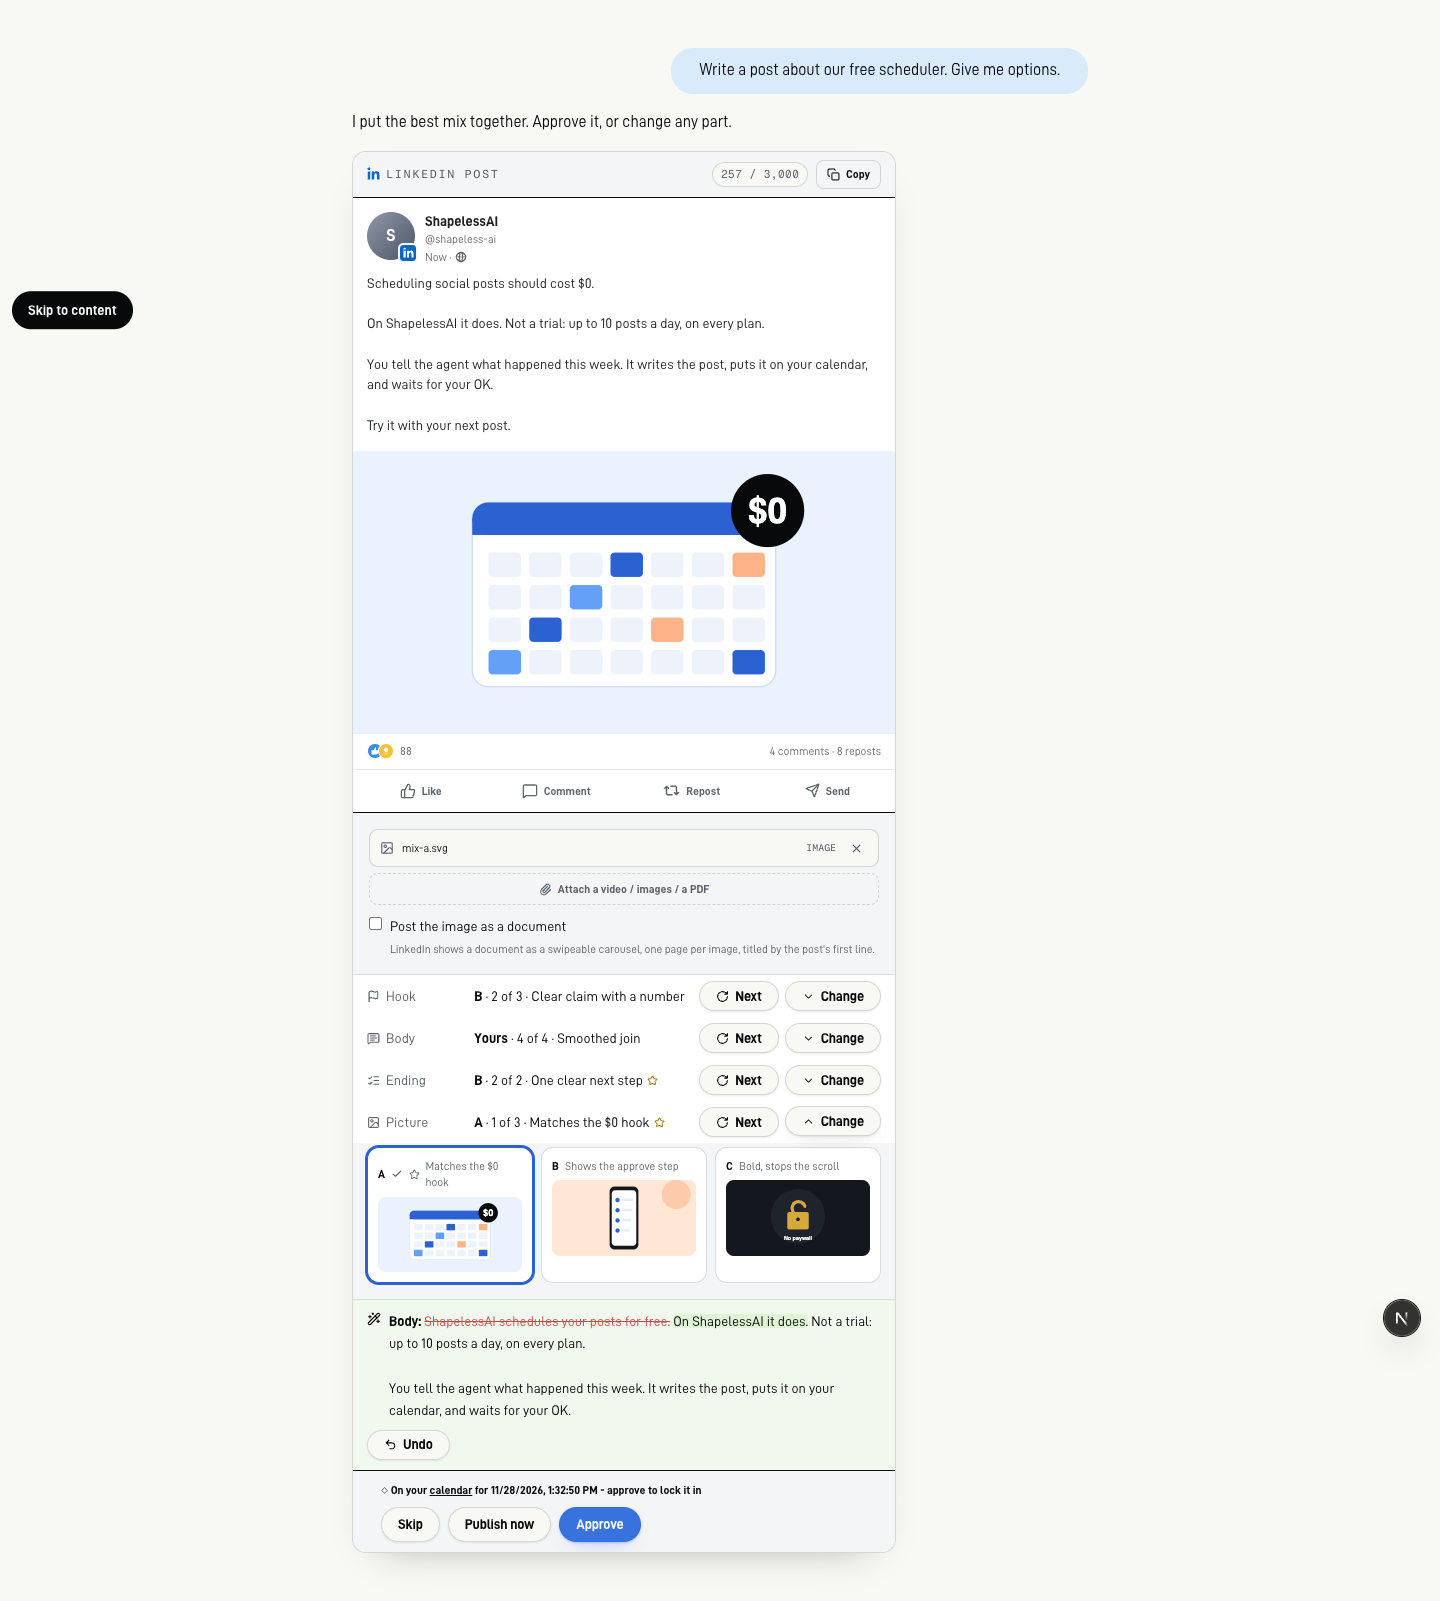 Write a post about our free scheduler. Give me options.
I put the best mix together. Approve it, or change any part.
in LINKEDIN POST
257 / 3,000
Copy
S
in
ShapelessAI
@shapeless-ai
Now ·
Scheduling social posts should cost $0.
Skip to content
On ShapelessAI it does. Not a trial: up to 10 posts a day, on every plan.
You tell the agent what happened this week. It writes the post, puts it on your calendar,
and waits for your OK.
Try it with your next post.
$0
88
4 comments · 8 reposts
Like
Comment
Repost
Send
mix-a.svg
IMAGE
Attach a video / images / a PDF
Post the image as a document
LinkedIn shows a document as a swipeable carousel, one page per image, titled by the post's first line.
Hook
B · 2 of 3 · Clear claim with a number
Next
Change
Body
Yours · 4 of 4 · Smoothed join
Next
Change
Ending
B · 2 of 2 · One clear next step
Next
Change
Picture
A · 1 of 3 · Matches the $0 hook
Next
Change
A
Matches the $0
hook
$0
B Shows the approve step
C Bold, stops the scroll
No paywall
N
Body: ShapelessAI schedules your posts for free. On ShapelessAI it does. Not a trial:
up to 10 posts a day, on every plan.
You tell the agent what happened this week. It writes the post, puts it on your
calendar, and waits for your OK.
Undo
On your calendar for 11/28/2026, 1:32:50 PM - approve to lock it in
Skip
Publish now
Approve